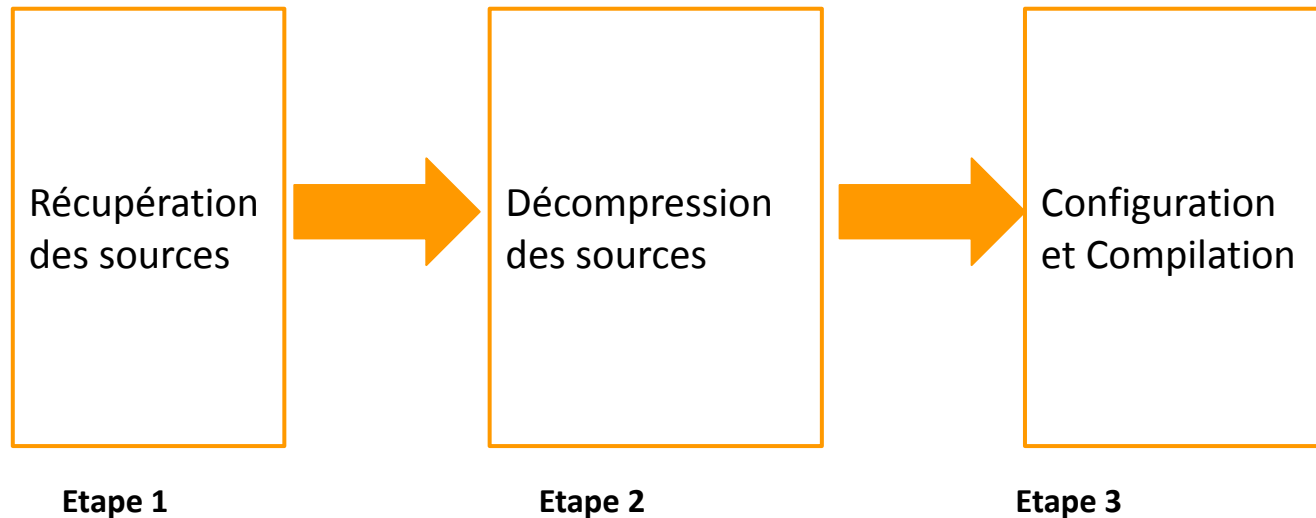 Récupération
des sources
Décompression
des sources
Configuration
et Compilation
Etape 1
Etape 2
Etape 3